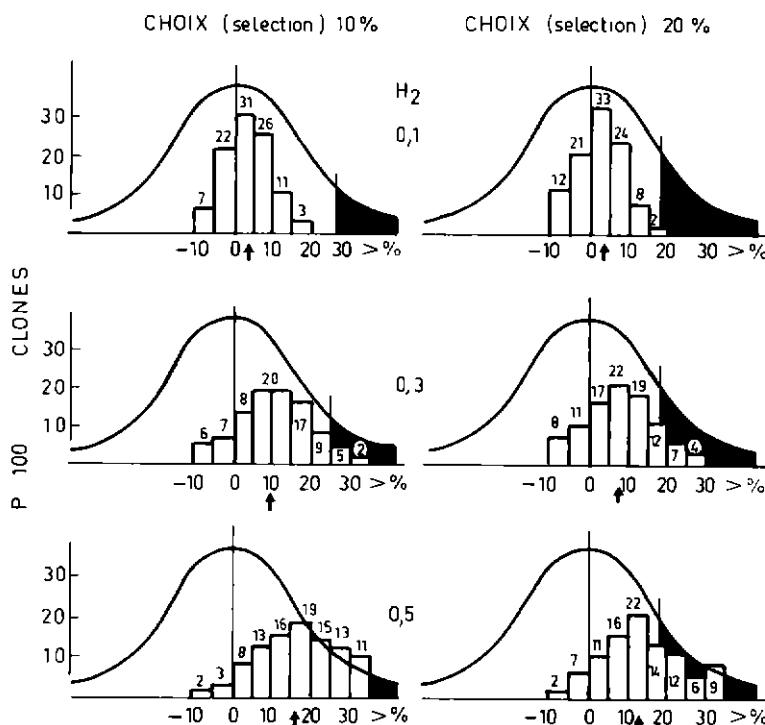 CHOIX (selection) 10 %
CHOIX (selection) 20 %
P 100 CLONES
H2
0,1
30
20
10
7 22 31 26 11 3
-10 0 10 20 30 >%
12 21 33 24 8 2
-10 0 10 20 30 >%
0,3
30
20
10
6 7 8 20 17 9 5 2
-10 0 10 20 30 >%
8 11 17 22 19 12 7 4
-10 0 10 20 30 >%
0,5
30
20
10
2 3 8 13 16 19 15 13 11
-10 0 10 20 30 >%
2 7 11 16 22 14 12 6 9
-10 0 10 20 30 >%